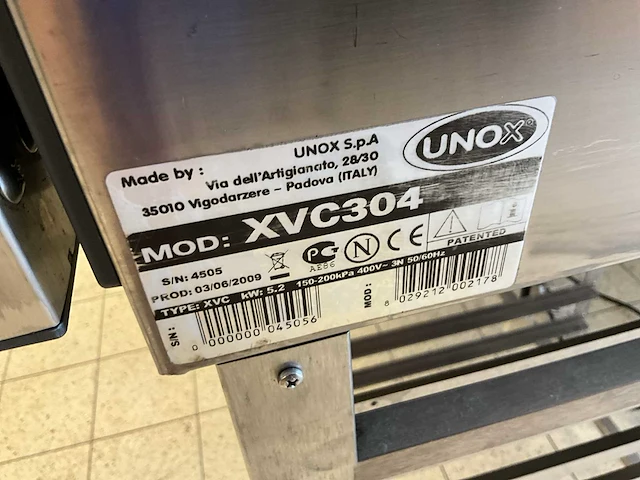 Made by :
UNOX S.p.A
Via dell'Artigianato, 28/30
35010 Vigodarzere - Padova (ITALY)
UNOX®
MOD: XVC304
S/N: 4505
PROD: 03/06/2009
AE86
N
CE
PATENTED
TYPE: XVC kW: 5.2 150-200kPa 400V~ 3N 50/60Hz
S/N :
0 000000 045056
MOD :
8 029212 002178